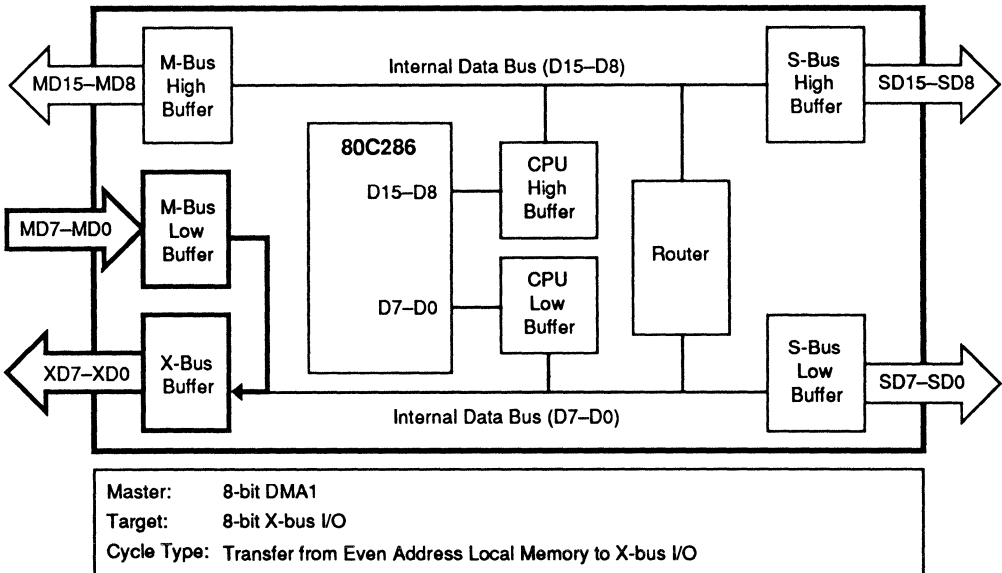 MD15–MD8
M-Bus
High
Buffer
Internal Data Bus (D15–D8)
S-Bus
High
Buffer
SD15–SD8
80C286
D15–D8
CPU
High
Buffer
MD7–MD0
M-Bus
Low
Buffer
Router
D7–D0
CPU
Low
Buffer
XD7–XD0
X-Bus
Buffer
S-Bus
Low
Buffer
SD7–SD0
Internal Data Bus (D7–D0)
Master: 8-bit DMA1
Target: 8-bit X-bus I/O
Cycle Type: Transfer from Even Address Local Memory to X-bus I/O